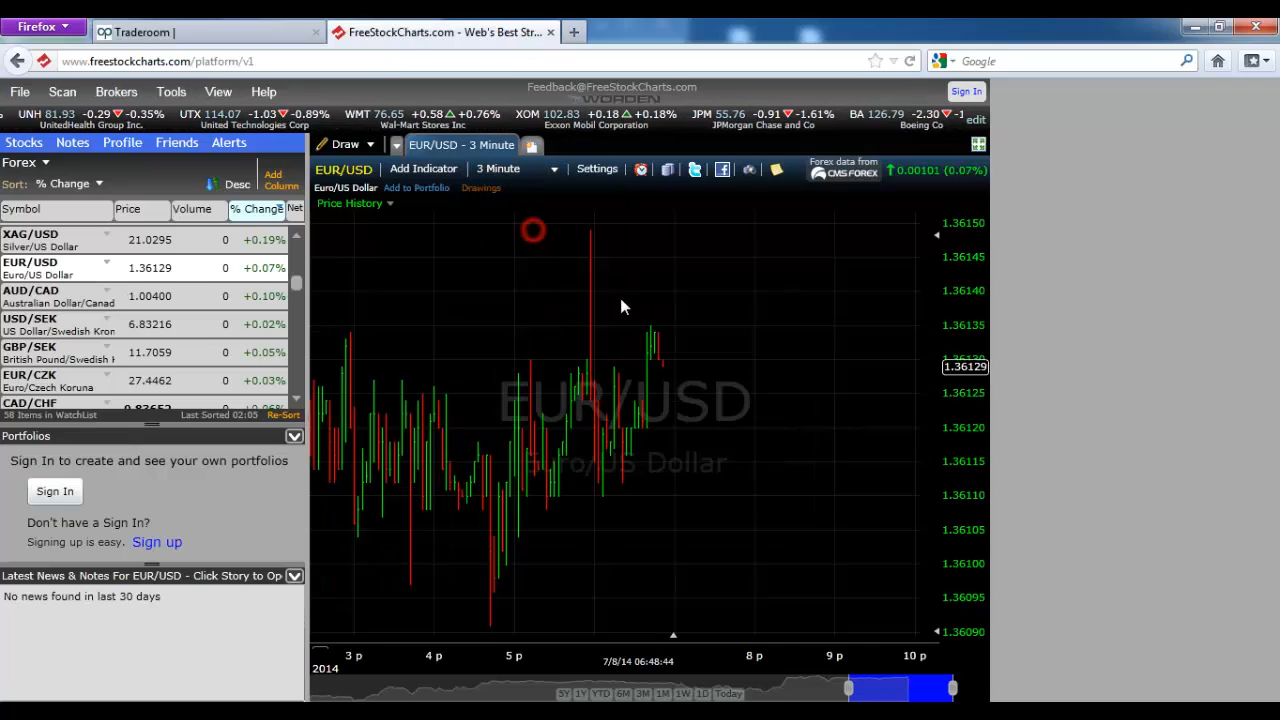 Firefox
Traderoom |
FreeStockCharts.com - Web's Best Str...
www.freestockcharts.com/platform/v1
Google
Feedback@FreeStockCharts.com
WORDEN
File Scan Brokers Tools View Help
Sign In
UNH 81.93 -0.29 -0.35% UTX 114.07 -1.03 -0.89% WMT 76.65 +0.58 +0.76% XOM 102.83 +0.18 +0.18% JPM 55.76 -0.91 -1.61% BA 126.79 -2.30 -1.
UnitedHealth Group Inc. United Technologies Corp Wal-Mart Stores Inc Exxon Mobil Corporation JPMorgan Chase and Co Boeing Co edit
Stocks Notes Profile Friends Alerts
Draw EUR/USD - 3 Minute
Forex
Sort: % Change Desc Add Column
EUR/USD Add Indicator 3 Minute Settings Forex data from CMS FOREX 0.00101 (0.07%)
Euro/US Dollar Add to Portfolio Drawings
Price History
Symbol Price Volume % Change Net
XAG/USD 21.0295 0 +0.19%
Silver/US Dollar
EUR/USD 1.36129 0 +0.07%
Euro/US Dollar
AUD/CAD 1.00400 0 +0.10%
Australian Dollar/Canad
USD/SEK 6.83216 0 +0.02%
US Dollar/Swedish Kron
GBP/SEK 11.7059 0 +0.05%
British Pound/Swedish
EUR/CZK 27.4462 0 +0.03%
Euro/Czech Koruna
CAD/CHF
58 Items in WatchList Last Sorted 02:05 Re-Sort
Portfolios
Sign In to create and see your own portfolios
Sign In
Don't have a Sign In?
Signing up is easy. Sign up
Latest News & Notes For EUR/USD - Click Story to Op
No news found in last 30 days
EUR/USD
Euro/US Dollar
1.36150
1.36145
1.36140
1.36135
1.36129
1.36125
1.36120
1.36115
1.36110
1.36105
1.36100
1.36095
1.36090
3 p 4 p 5 p 7/8/14 06:48:44 8 p 9 p 10 p
2014
5Y 1Y YTD 6M 3M 1M 1W 1D Today